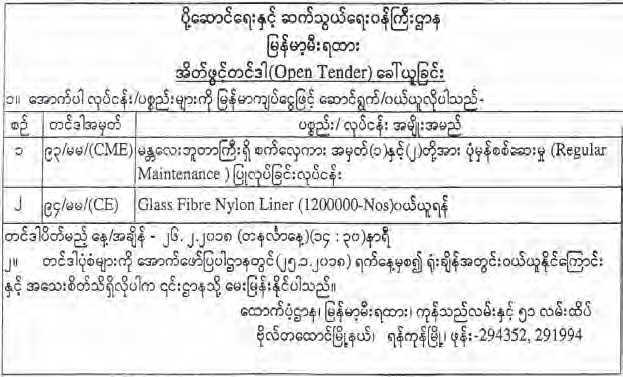 ပို့ဆောင်ရေးနှင့် ဆက်သွယ်ရေးဝန်ကြီးဌာန
မြန်မာ့မီးရထား
အိတ်ဖွင့်တင်ဒါ(Open Tender) ခေါ်ယူခြင်း
၁။ အောက်ပါ လုပ်ငန်း/ပစ္စည်းများကို မြန်မာကျပ်ငွေဖြင့် ဆောင်ရွက်/ဝယ်ယူလိုပါသည်-
စဉ် တင်ဒါအမှတ် ပစ္စည်း/ လုပ်ငန်း အမျိုးအမည်
၁ ၉၃/မမ/(CME) မန္တလေးဘူတာကြီးရှိ စက်လှေကား အမှတ်(၁)နှင့်(၂)တို့အား ပုံမှန်စစ်ဆေးမှု (Regular
Maintenance ) ပြုလုပ်ခြင်းလုပ်ငန်း
၂ ၉၄/မမ/(CE) Glass Fibre Nylon Liner (1200000-Nos)ဝယ်ယူရန်
တင်ဒါပိတ်မည့် နေ့/အချိန် - ၂၆.၂.၂၀၁၈ (တနင်္လာနေ့)(၁၄ : ၃၀)နာရီ
၂။ တင်ဒါပုံစံများကို အောက်ဖော်ပြပါဌာနတွင်(၂၅.၁.၂၀၁၈) ရက်နေ့မှစ၍ ရုံးချိန်အတွင်းဝယ်ယူနိုင်ကြောင်း
နှင့် အသေးစိတ်သိရှိလိုပါက ၎င်းဌာနသို့ မေးမြန်းနိုင်ပါသည်။
ထောက်ပံ့ဌာန၊ မြန်မာ့မီးရထား၊ ကုန်သည်လမ်းနှင့် ၅၁ လမ်းထိပ်
ဗိုလ်တထောင်မြို့နယ်၊ ရန်ကုန်မြို့၊ ဖုန်း-294352, 291994